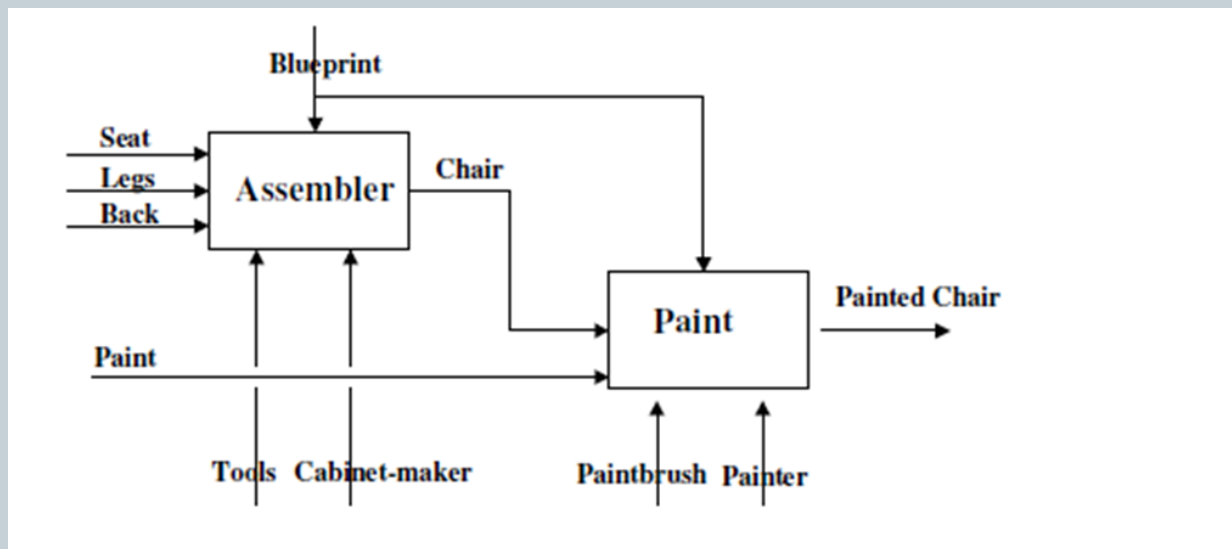 Blueprint
Seat
Legs
Back
Assembler
Chair
Paint
Painted Chair
Paint
Tools Cabinet-maker
Paintbrush Painter